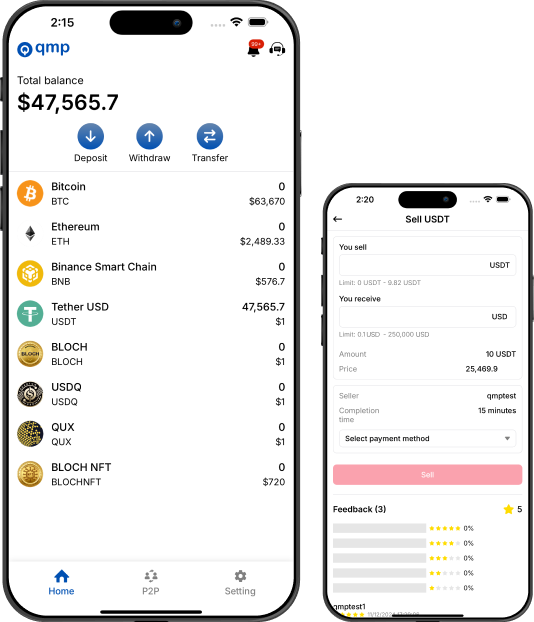 2:15
qmp
99+
Total balance
$47,565.7
Deposit Withdraw Transfer
Bitcoin 0
BTC $63,670
Ethereum 0
ETH $2,489.33
Binance Smart Chain 0
BNB $576.7
Tether USD 47,565.7
USDT $1
BLOCH 0
BLOCH $1
USDQ 0
USDQ $1
QUX 0
QUX $1
BLOCH NFT 0
BLOCHNFT $720
Home P2P Setting
2:20
Sell USDT
You sell
USDT
Limit: 0 USDT - 9.82 USDT
You receive
USD
Limit: 0.1 USD - 250,000 USD
Amount 10 USDT
Price 25,469.9
Seller qmptest
Completion time 15 minutes
Select payment method
Sell
Feedback (3) 5
0%
0%
0%
0%
0%
qmptest1